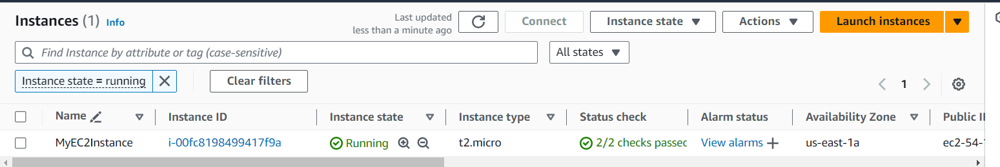 Instances (1) Info
Last updated
less than a minute ago
Connect
Instance state
Actions
Launch instances
Find Instance by attribute or tag (case-sensitive)
All states
Instance state = running
Clear filters
1
Name Instance ID Instance state Instance type Status check Alarm status Availability Zone Public
MyEC2Instance i-00fc8198499417f9a Running t2.micro 2/2 checks passec View alarms us-east-1a ec2-54-